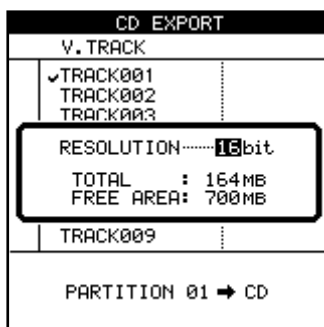 CD EXPORT
V.TRACK
✓TRACK001
TRACK002
TRACK003
RESOLUTION┄┄16bit
TOTAL : 164MB
FREE AREA: 700MB
TRACK009
PARTITION 01 ➡ CD